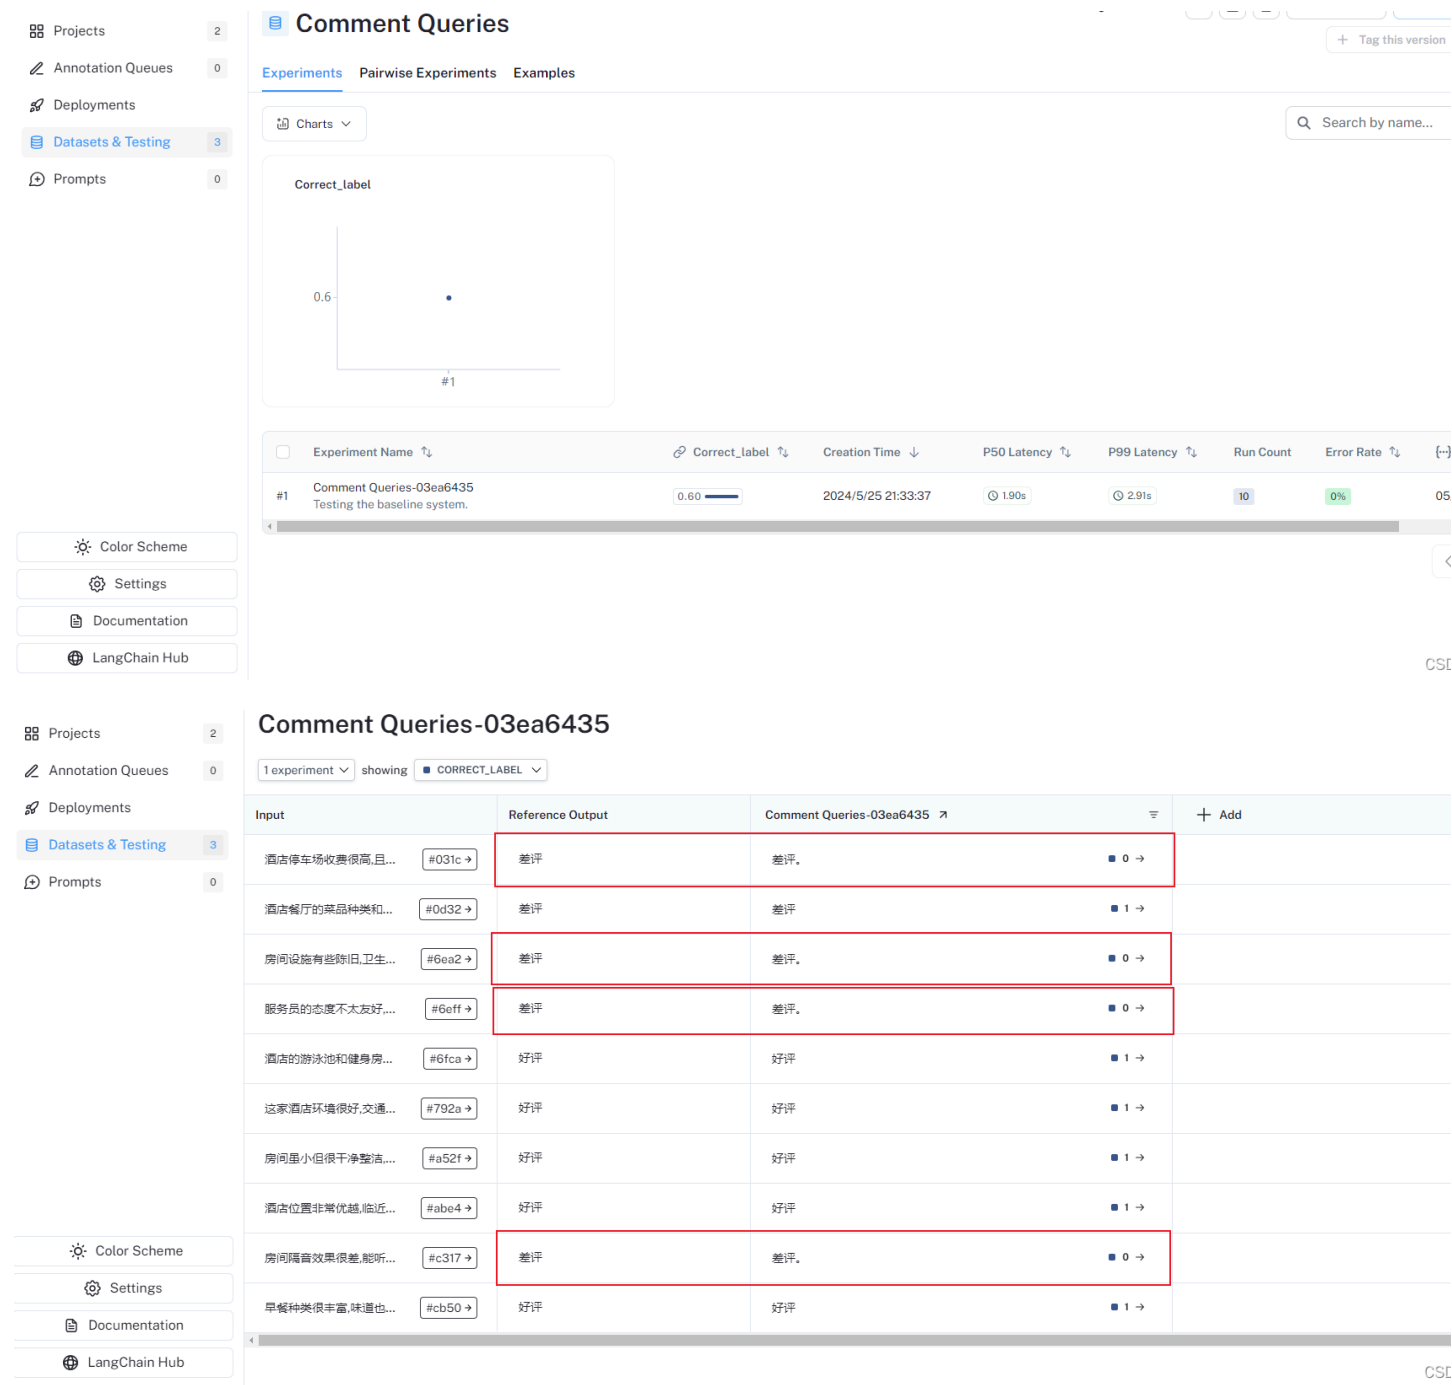 Projects 2
Annotation Queues 0
Deployments
Datasets & Testing 3
Prompts 0
Color Scheme
Settings
Documentation
LangChain Hub
Comment Queries
Tag this version
Experiments Pairwise Experiments Examples
Charts
Search by name...
Correct_label
0.6
#1
Experiment Name Correct_label Creation Time P50 Latency P99 Latency Run Count Error Rate
#1 Comment Queries-03ea6435 0.60 2024/5/25 21:33:37 1.90s 2.91s 10 0% 05
Testing the baseline system.
Projects 2
Annotation Queues 0
Deployments
Datasets & Testing 3
Prompts 0
Color Scheme
Settings
Documentation
LangChain Hub
Comment Queries-03ea6435
1 experiment showing CORRECT_LABEL
Input Reference Output Comment Queries-03ea6435 Add
酒店停车场收费很高,且... #031c 差评 差评。 0
酒店餐厅的菜品种类和... #0d32 差评 差评 1
房间设施有些陈旧,卫生... #6ea2 差评 差评。 0
服务员的态度不太友好,... #6eff 差评 差评。 0
酒店的游泳池和健身房... #6fca 好评 好评 1
这家酒店环境很好,交通... #792a 好评 好评 1
房间虽小但很干净整洁,... #a52f 好评 好评 1
酒店位置非常优越,临近... #abe4 好评 好评 1
房间隔音效果很差,能听... #c317 差评 差评。 0
早餐种类很丰富,味道也... #cb50 好评 好评 1